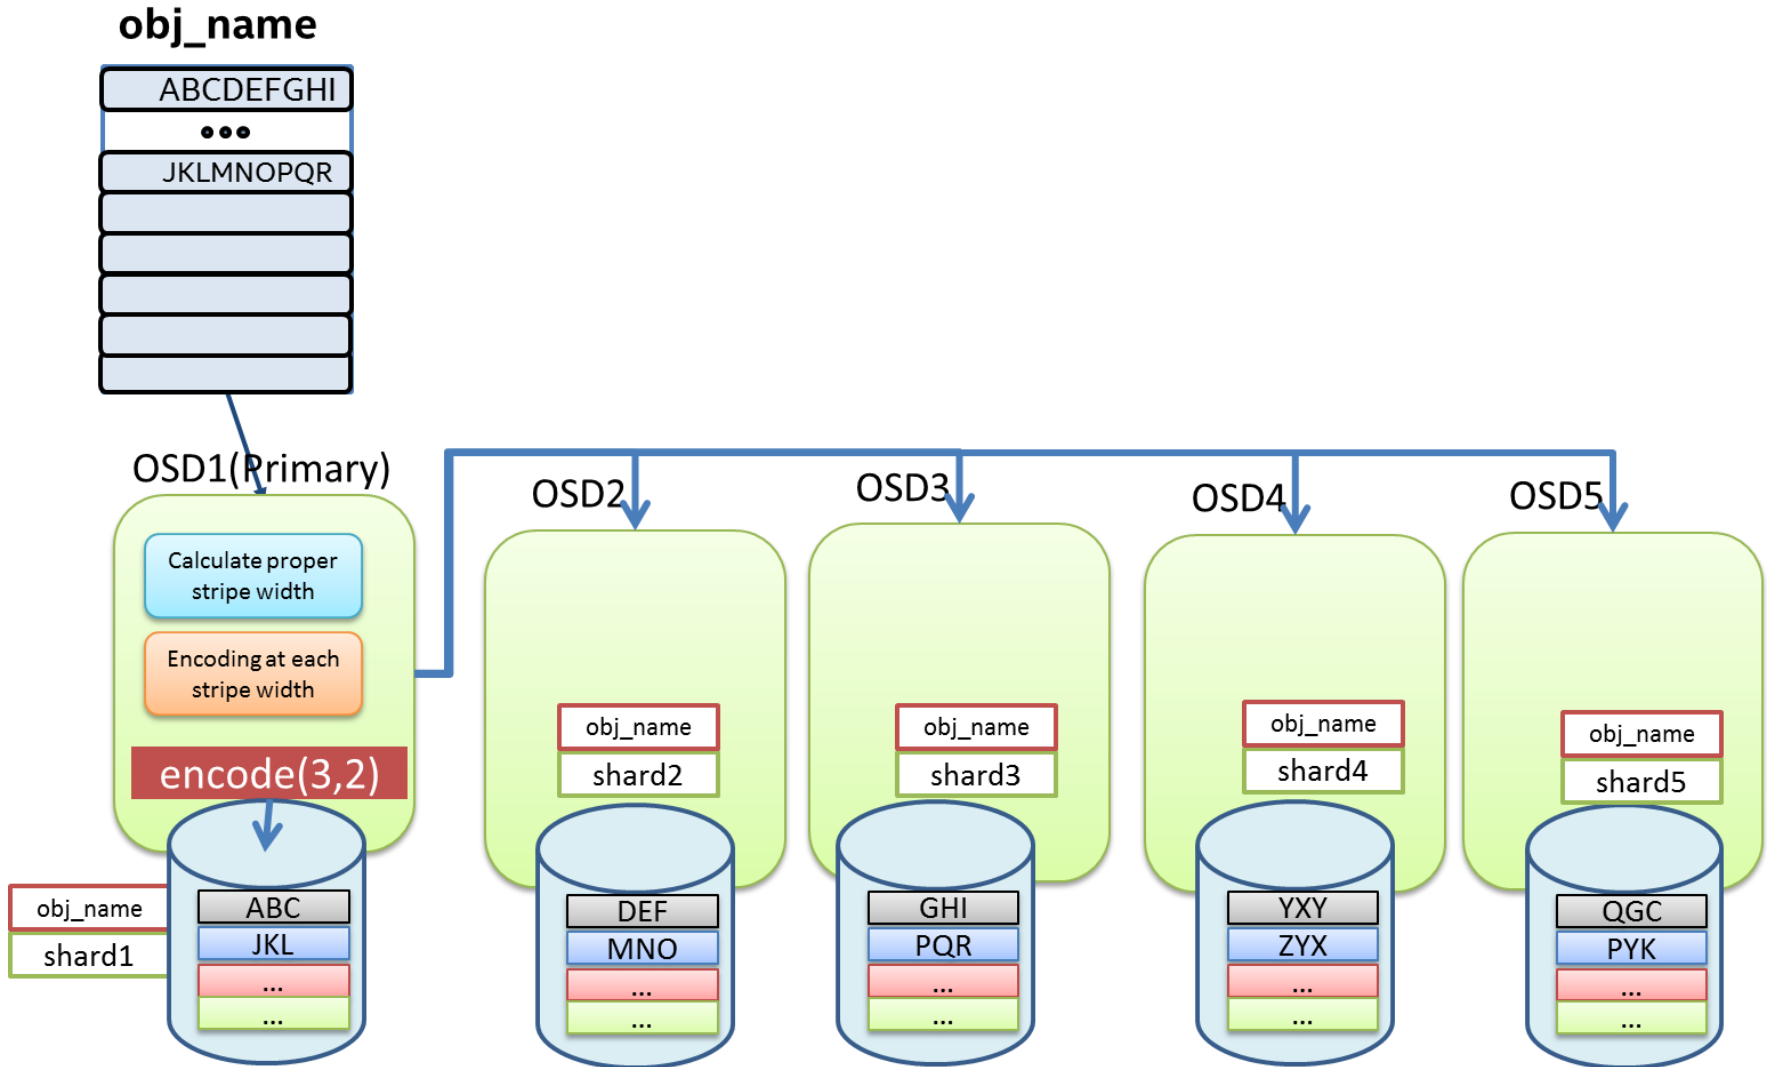 obj_name
ABCDEFGHI
•••
JKLMNOPQR
OSD1(Primary)
Calculate proper
stripe width
Encoding at each
stripe width
encode(3,2)
obj_name
shard1
ABC
JKL
...
...
OSD2
obj_name
shard2
DEF
MNO
...
...
OSD3
obj_name
shard3
GHI
PQR
...
...
OSD4
obj_name
shard4
YXY
ZYX
...
...
OSD5
obj_name
shard5
QGC
PYK
...
...